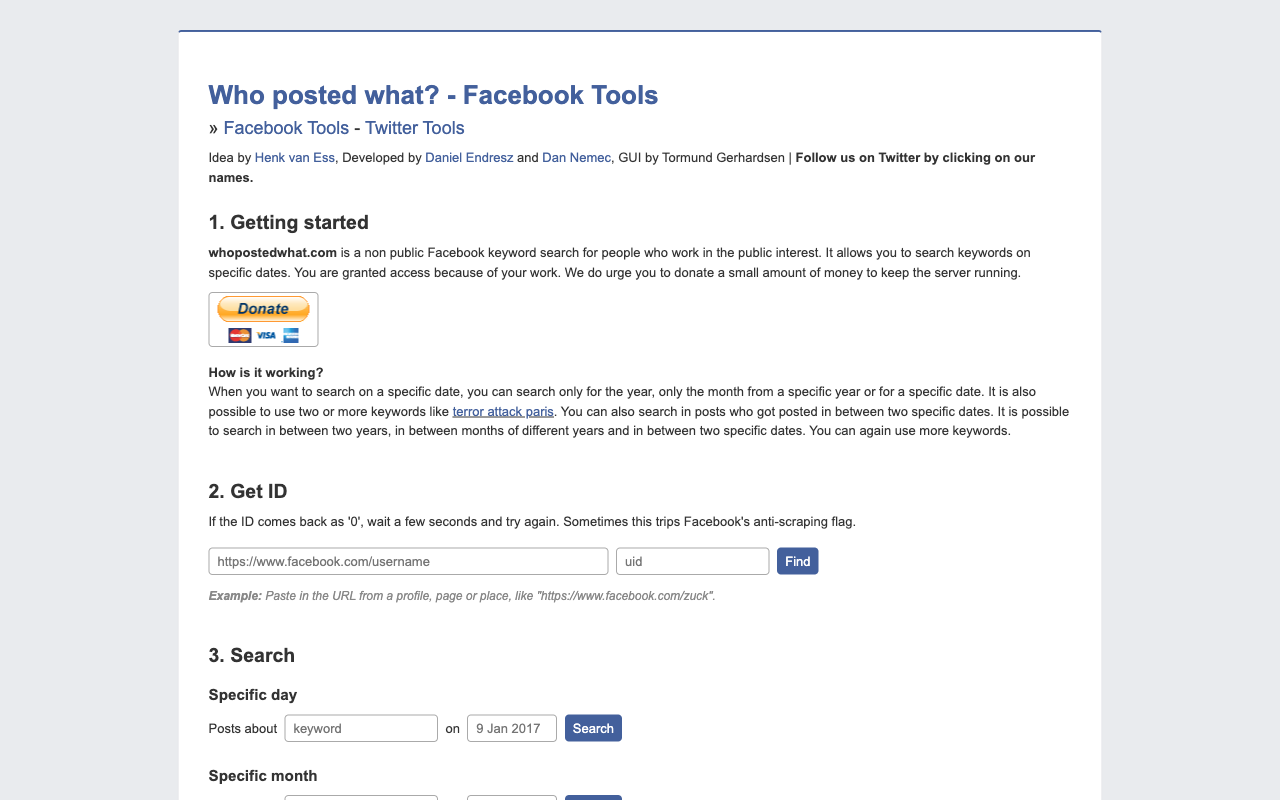 Who posted what? - Facebook Tools
» Facebook Tools - Twitter Tools
Idea by Henk van Ess, Developed by Daniel Endresz and Dan Nemec, GUI by Tormund Gerhardsen | Follow us on Twitter by clicking on our
names.
1. Getting started
whopostedwhat.com is a non public Facebook keyword search for people who work in the public interest. It allows you to search keywords on
specific dates. You are granted access because of your work. We do urge you to donate a small amount of money to keep the server running.
Donate
VISA
How is it working?
When you want to search on a specific date, you can search only for the year, only the month from a specific year or for a specific date. It is also
possible to use two or more keywords like terror attack paris. You can also search in posts who got posted in between two specific dates. It is possible
to search in between two years, in between months of different years and in between two specific dates. You can again use more keywords.
2. Get ID
If the ID comes back as '0', wait a few seconds and try again. Sometimes this trips Facebook's anti-scraping flag.
https://www.facebook.com/username uid Find
Example: Paste in the URL from a profile, page or place, like "https://www.facebook.com/zuck".
3. Search
Specific day
Posts about keyword on 9 Jan 2017 Search
Specific month